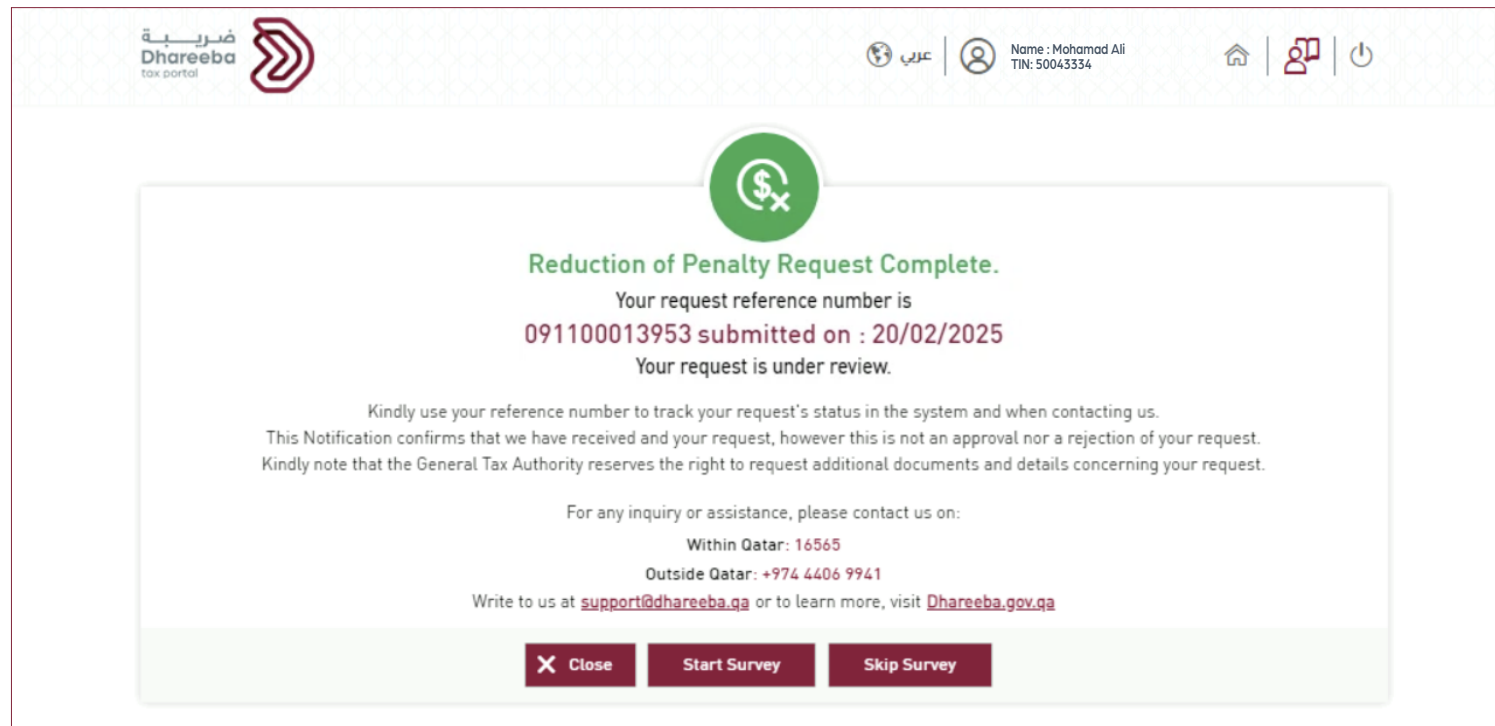 ضريبة
Dhareeba
tax portal
عربي
Name : Mohamad Ali
TIN: 50043334
Reduction of Penalty Request Complete.
Your request reference number is
091100013953 submitted on : 20/02/2025
Your request is under review.
Kindly use your reference number to track your request's status in the system and when contacting us.
This Notification confirms that we have received and your request, however this is not an approval nor a rejection of your request.
Kindly note that the General Tax Authority reserves the right to request additional documents and details concerning your request.
For any inquiry or assistance, please contact us on:
Within Qatar: 16565
Outside Qatar: +974 4406 9941
Write to us at support@dhareeba.qa or to learn more, visit Dhareeba.gov.qa
Close
Start Survey
Skip Survey